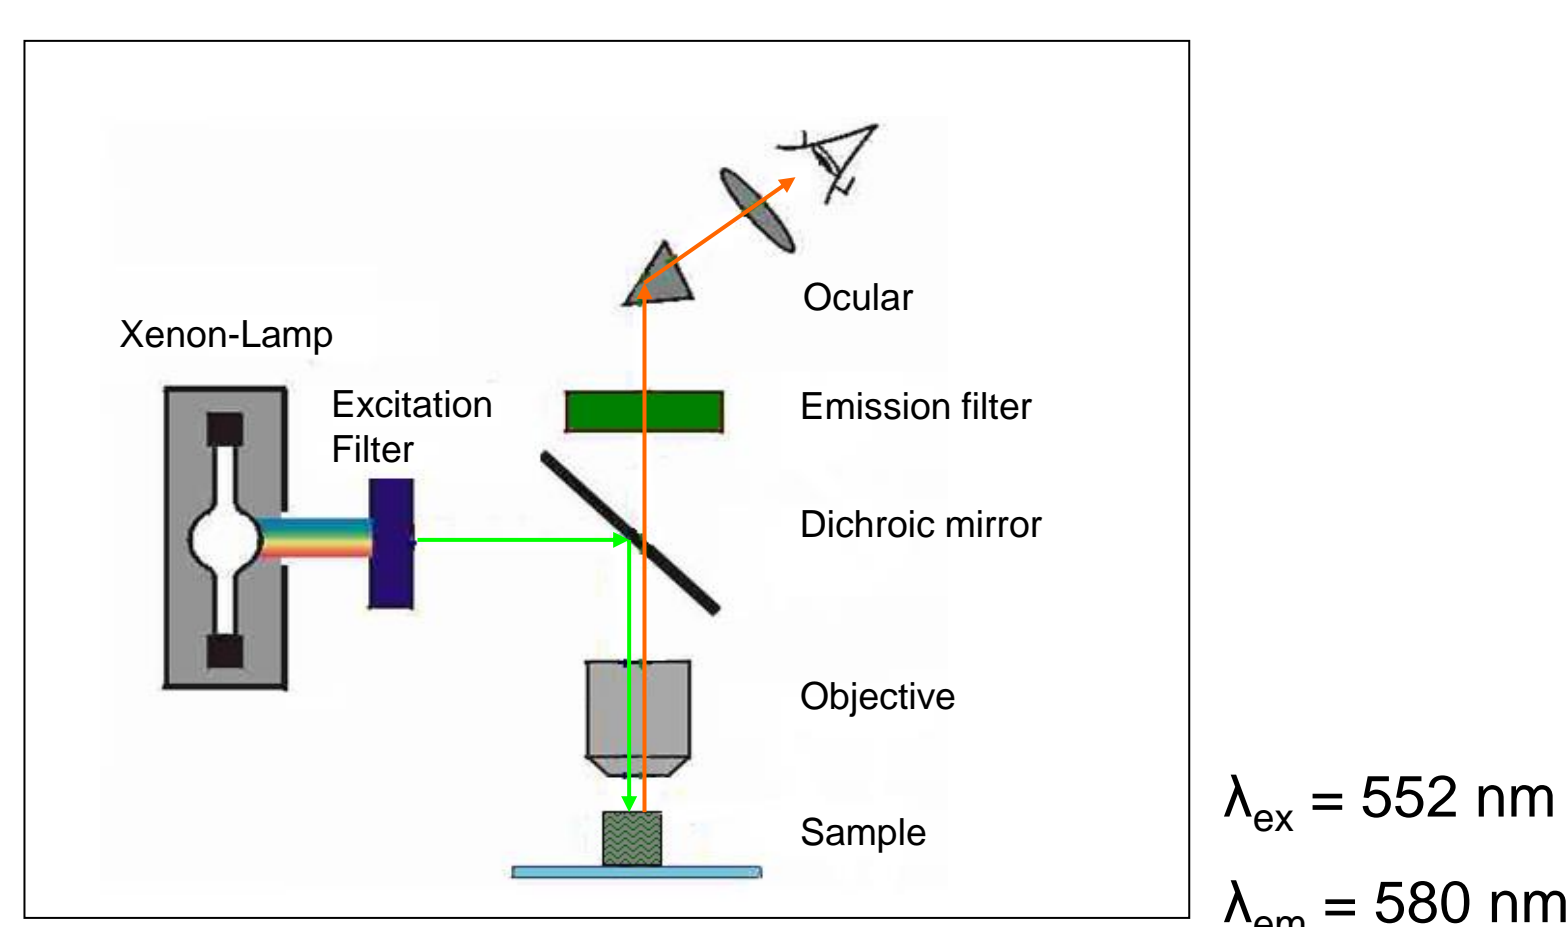 Ocular
Xenon-Lamp
Excitation
Filter
Emission filter
Dichroic mirror
Objective
λex = 552 nm
Sample
λem = 580 nm